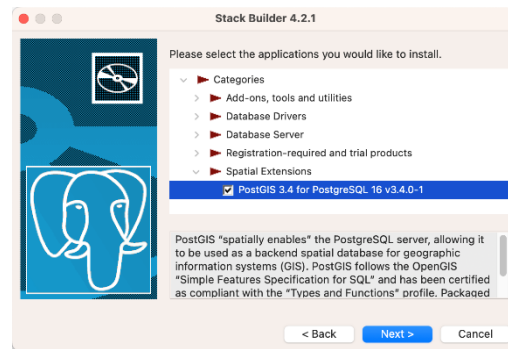 Stack Builder 4.2.1
Please select the applications you would like to install.
Categories
Add-ons, tools and utilities
Database Drivers
Database Server
Registration-required and trial products
Spatial Extensions
PostGIS 3.4 for PostgreSQL 16 v3.4.0-1
PostGIS "spatially enables" the PostgreSQL server, allowing it
to be used as a backend spatial database for geographic
information systems (GIS). PostGIS follows the OpenGIS
"Simple Features Specification for SQL" and has been certified
as compliant with the "Types and Functions" profile. Packaged
< Back
Next >
Cancel